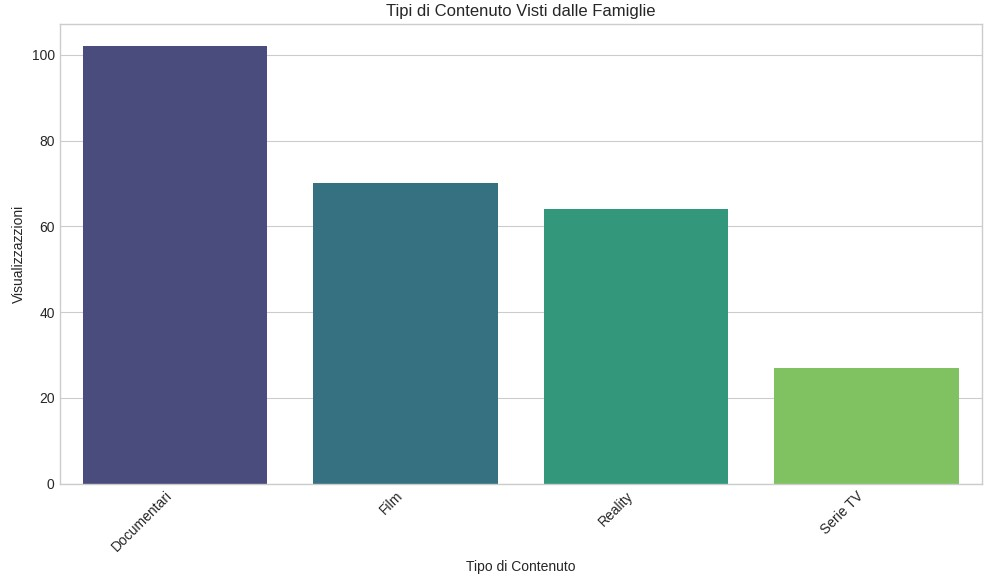 Tipi di Contenuto Visti dalle Famiglie
100
80
60
40
20
0
Visualizzazzioni
Documentari
Film
Reality
Serie TV
Tipo di Contenuto